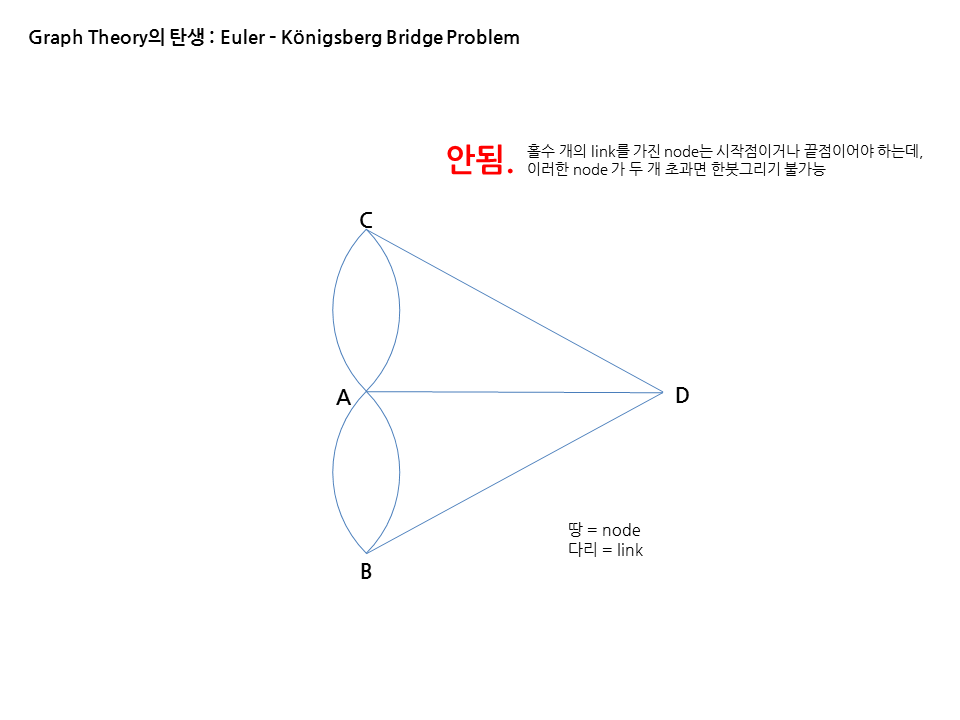 Graph Theory의 탄생 : Euler - Königsberg Bridge Problem
안됨.
홀수 개의 link를 가진 node는 시작점이거나 끝점이어야 하는데,
이러한 node 가 두 개 초과면 한붓그리기 불가능
C
A
D
땅 = node
다리 = link
B